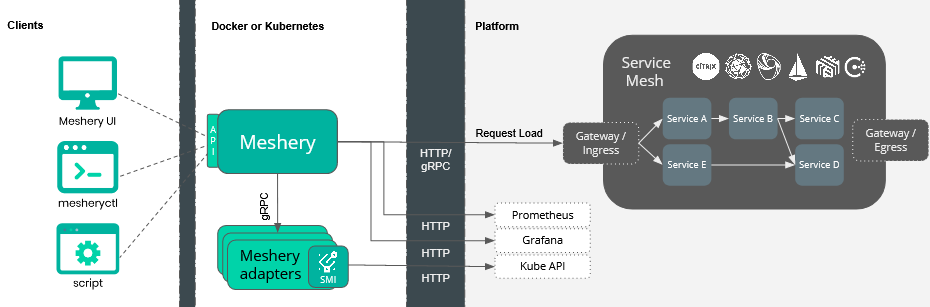 Clients
Docker or Kubernetes
Platform
Meshery UI
mesheryctl
script
API
Meshery
gRPC
Meshery
adapters
SMI
HTTP/
gRPC
HTTP
HTTP
HTTP
Request Load
Service
Mesh
CITRIX
Gateway /
Ingress
Service A
Service B
Service C
Service E
Service D
Gateway /
Egress
Prometheus
Grafana
Kube API